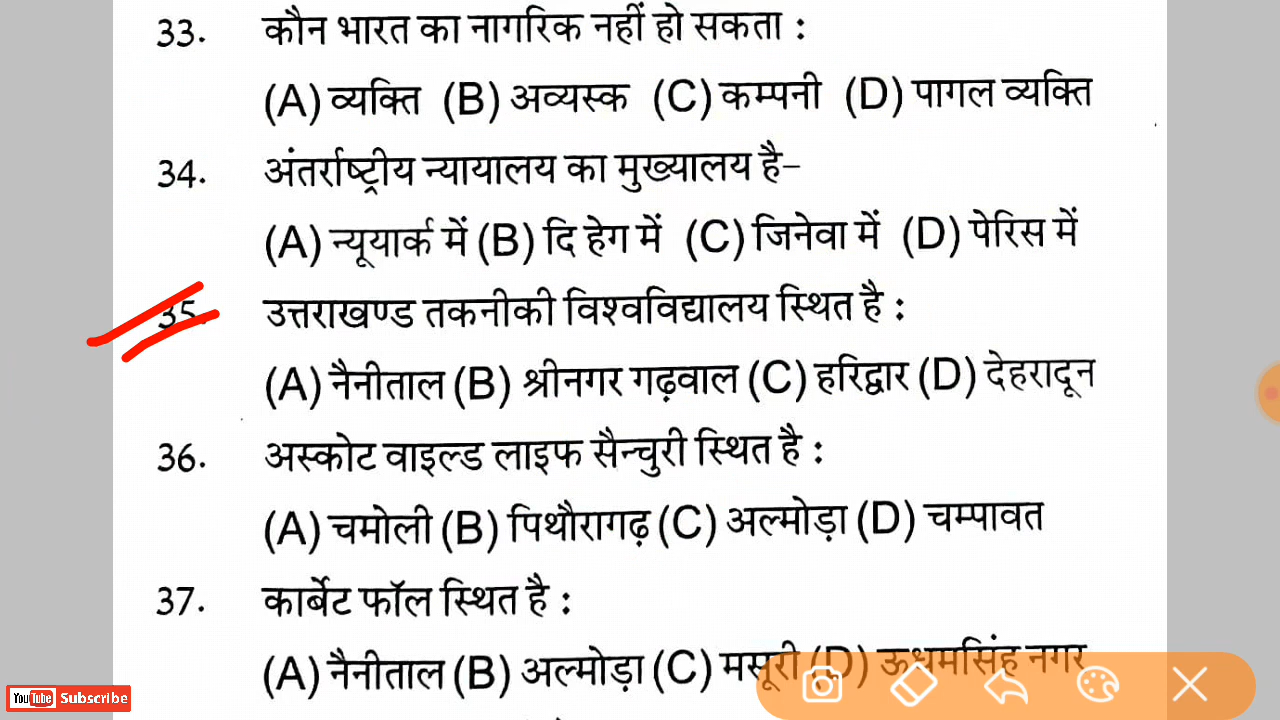 33. कौन भारत का नागरिक नहीं हो सकता :
(A) व्यक्ति (B) अव्यस्क (C) कम्पनी (D) पागल व्यक्ति
34. अंतर्राष्ट्रीय न्यायालय का मुख्यालय है–
(A) न्यूयार्क में (B) दि हेग में (C) जिनेवा में (D) पेरिस में
35. उत्तराखण्ड तकनीकी विश्वविद्यालय स्थित है :
(A) नैनीताल (B) श्रीनगर गढ़वाल (C) हरिद्वार (D) देहरादून
36. अस्कोट वाइल्ड लाइफ सैन्चुरी स्थित है :
(A) चमोली (B) पिथौरागढ़ (C) अल्मोड़ा (D) चम्पावत
37. कार्बेट फॉल स्थित है :
(A) नैनीताल (B) अल्मोड़ा (C) मसूरी (D) ऊधमसिंह नगर
YouTube Subscribe